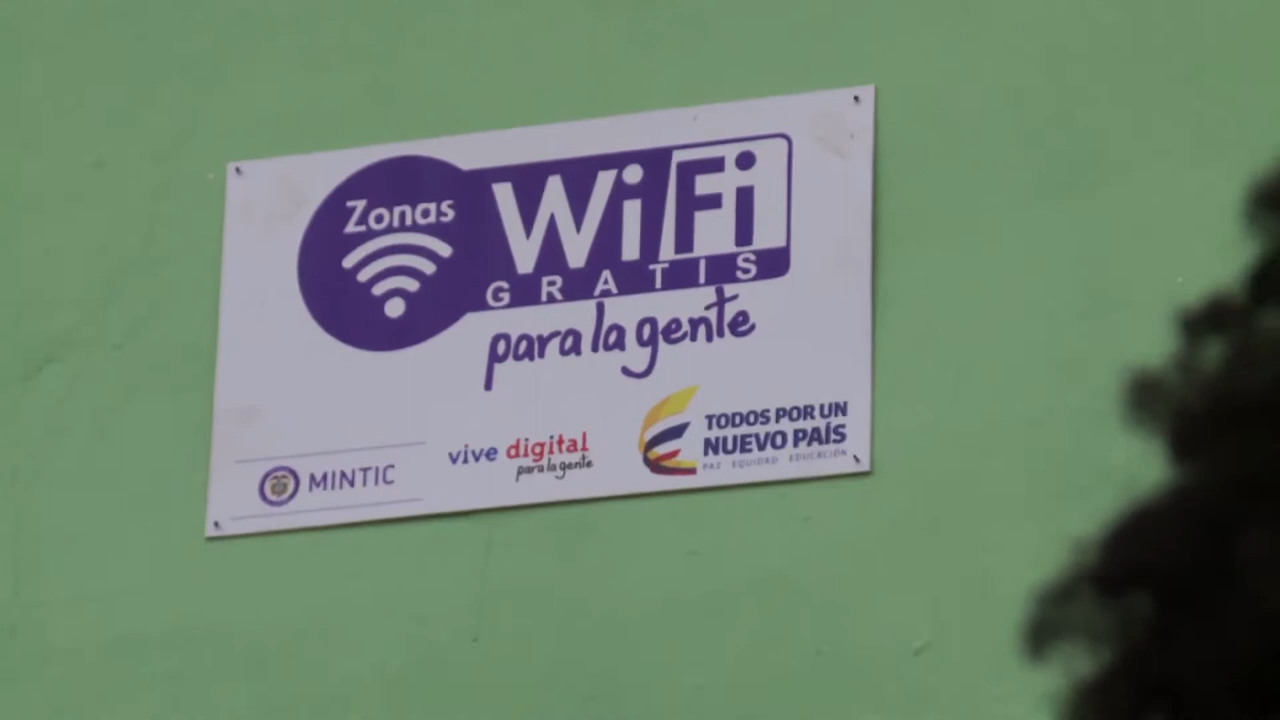 Zonas
WiFi
GRATIS
para la gente
MINTIC
vive digital
para la gente
TODOS POR UN
NUEVO PAÍS
PAZ EQUIDAD EDUCACIÓN